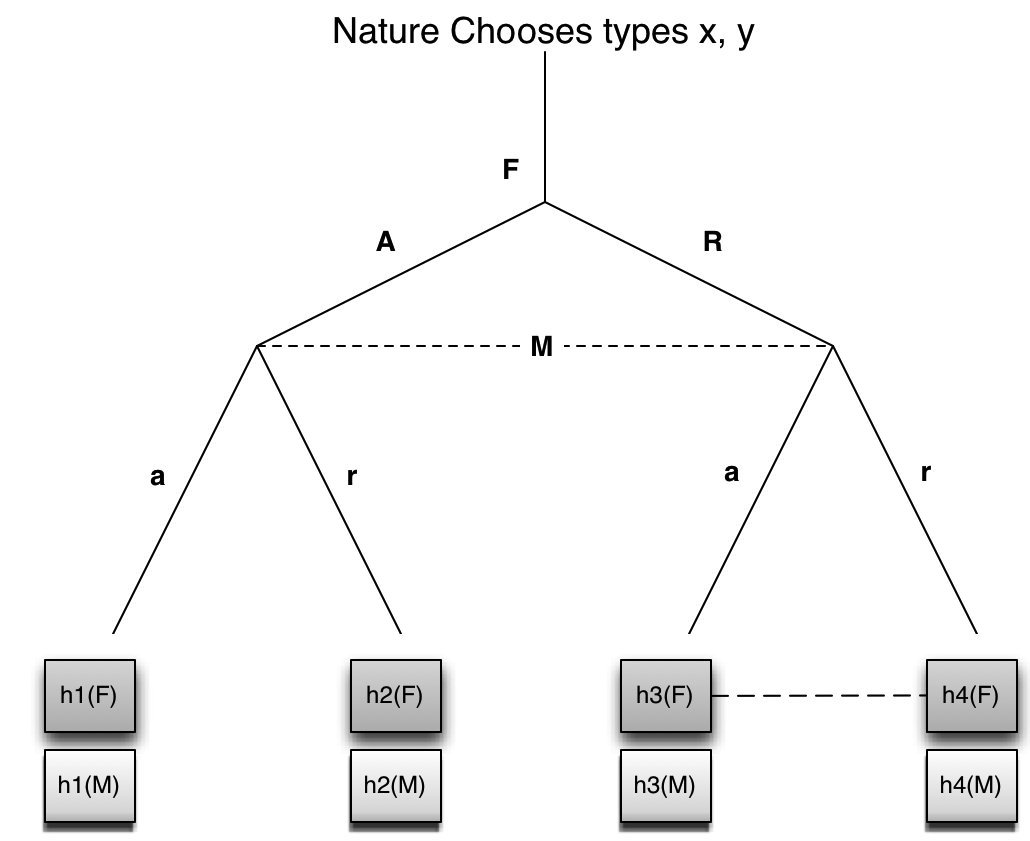 Nature Chooses types x, y
F
A
R
M
a
r
a
r
h1(F)
h2(F)
h3(F)
h4(F)
h1(M)
h2(M)
h3(M)
h4(M)